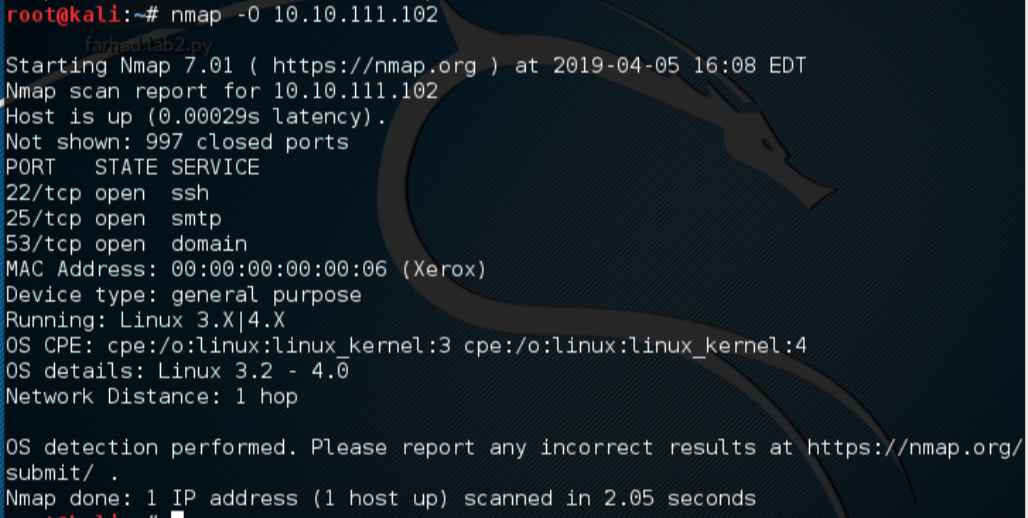 root@kali:~# nmap -O 10.10.111.102
farhad-lab2.py
Starting Nmap 7.01 ( https://nmap.org ) at 2019-04-05 16:08 EDT
Nmap scan report for 10.10.111.102
Host is up (0.00029s latency).
Not shown: 997 closed ports
PORT   STATE SERVICE
22/tcp open  ssh
25/tcp open  smtp
53/tcp open  domain
MAC Address: 00:00:00:00:00:06 (Xerox)
Device type: general purpose
Running: Linux 3.X|4.X
OS CPE: cpe:/o:linux:linux_kernel:3 cpe:/o:linux:linux_kernel:4
OS details: Linux 3.2 - 4.0
Network Distance: 1 hop
OS detection performed. Please report any incorrect results at https://nmap.org/
submit/ .
Nmap done: 1 IP address (1 host up) scanned in 2.05 seconds